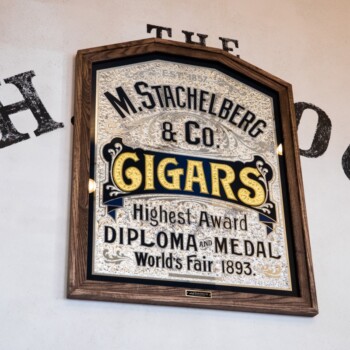 THE
H
EST. 1857
M. STACHELBERG
& CO.
CIGARS
Highest Award
DIPLOMA AND MEDAL
World's Fair 1893.